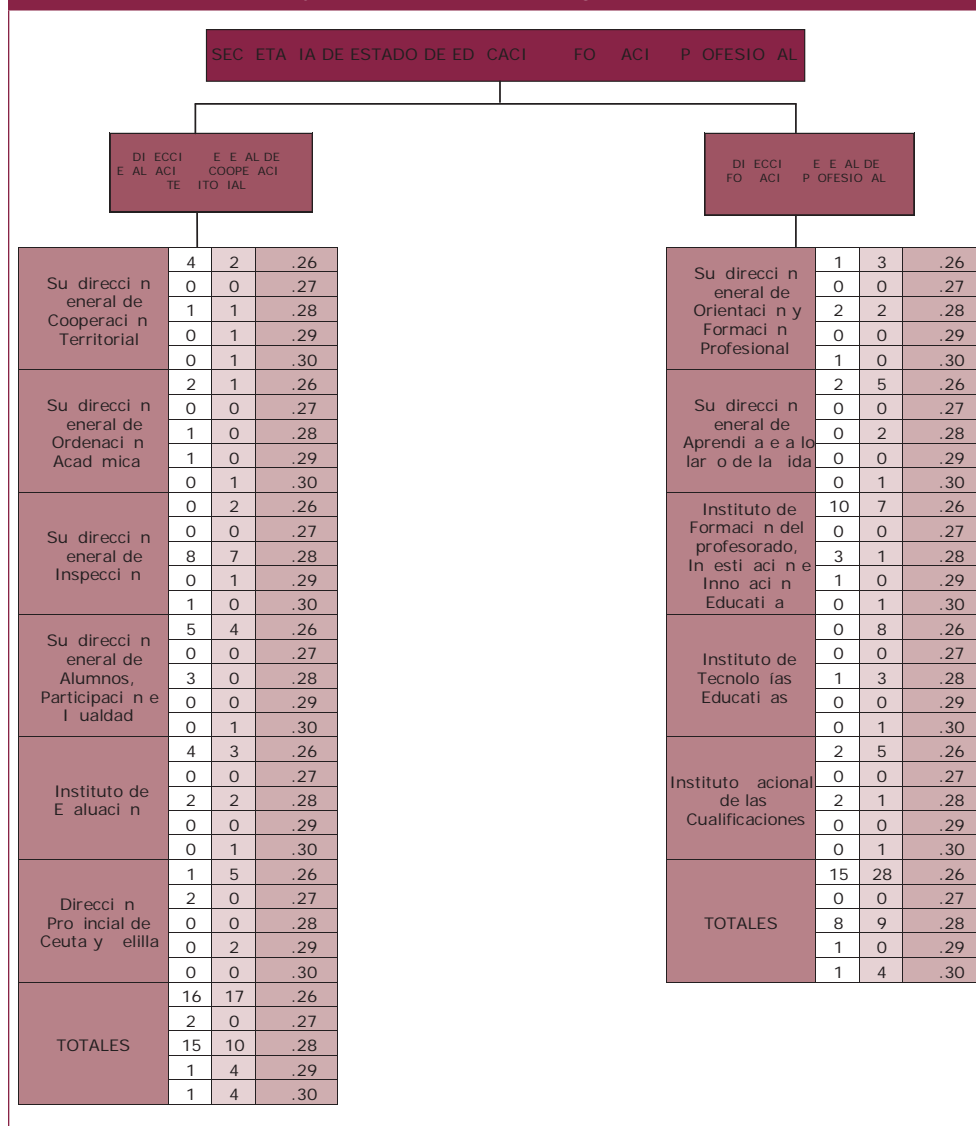 SEC ETA IA DE ESTADO DE ED CACI FO ACI P OFESIO AL
DI ECCI E E AL DE
E AL ACI COOPE ACI
TE ITO IAL
DI ECCI E E AL DE
FO ACI P OFESIO AL
Su direcci n
eneral de
Cooperaci n
Territorial
4 2 .26
0 0 .27
1 1 .28
0 1 .29
0 1 .30
Su direcci n
eneral de
Ordenaci n
Acad mica
2 1 .26
0 0 .27
1 0 .28
1 0 .29
0 1 .30
Su direcci n
eneral de
Inspecci n
0 2 .26
0 0 .27
8 7 .28
0 1 .29
1 0 .30
Su direcci n
eneral de
Alumnos,
Participaci n e
I ualdad
5 4 .26
0 0 .27
3 0 .28
0 0 .29
0 1 .30
Instituto de
E aluaci n
4 3 .26
0 0 .27
2 2 .28
0 0 .29
0 1 .30
Direcci n
Pro incial de
Ceuta y elilla
1 5 .26
2 0 .27
0 0 .28
0 2 .29
0 0 .30
TOTALES
16 17 .26
2 0 .27
15 10 .28
1 4 .29
1 4 .30
Su direcci n
eneral de
Orientaci n y
Formaci n
Profesional
1 3 .26
0 0 .27
2 2 .28
0 0 .29
1 0 .30
Su direcci n
eneral de
Aprendi a e a lo
lar o de la ida
2 5 .26
0 0 .27
0 2 .28
0 0 .29
0 1 .30
Instituto de
Formaci n del
profesorado,
In esti aci n e
Inno aci n
Educati a
10 7 .26
0 0 .27
3 1 .28
1 0 .29
0 1 .30
Instituto de
Tecnolo ías
Educati as
0 8 .26
0 0 .27
1 3 .28
0 0 .29
0 1 .30
Instituto acional
de las
Cualificaciones
2 5 .26
0 0 .27
2 1 .28
0 0 .29
0 1 .30
TOTALES
15 28 .26
0 0 .27
8 9 .28
1 0 .29
1 4 .30